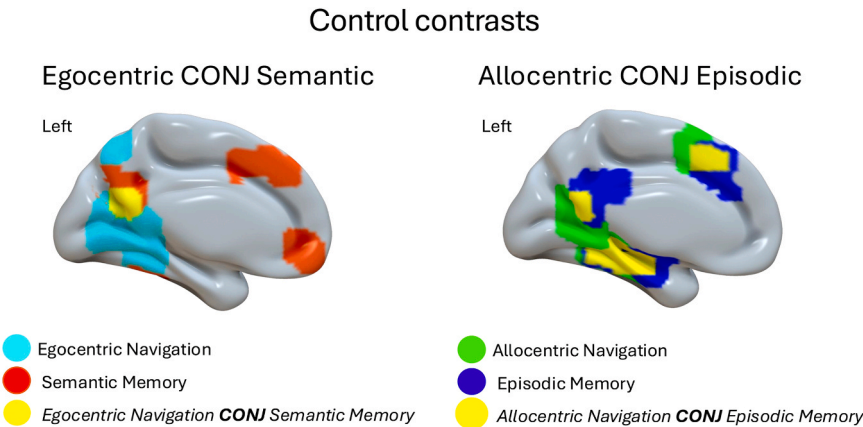 Control contrasts
Egocentric CONJ Semantic
Allocentric CONJ Episodic
Left
Left
Egocentric Navigation
Semantic Memory
Egocentric Navigation CONJ Semantic Memory
Allocentric Navigation
Episodic Memory
Allocentric Navigation CONJ Episodic Memory